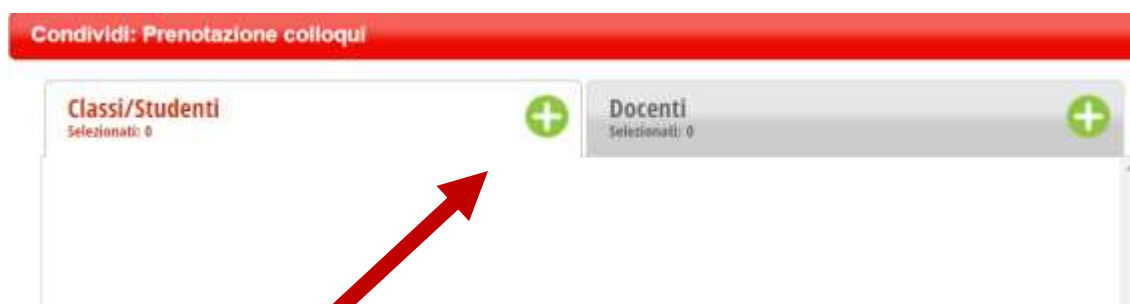 Condividi: Prenotazione colloqui
Classi/Studenti
Selezionati: 0
Docenti
Selezionati: 0